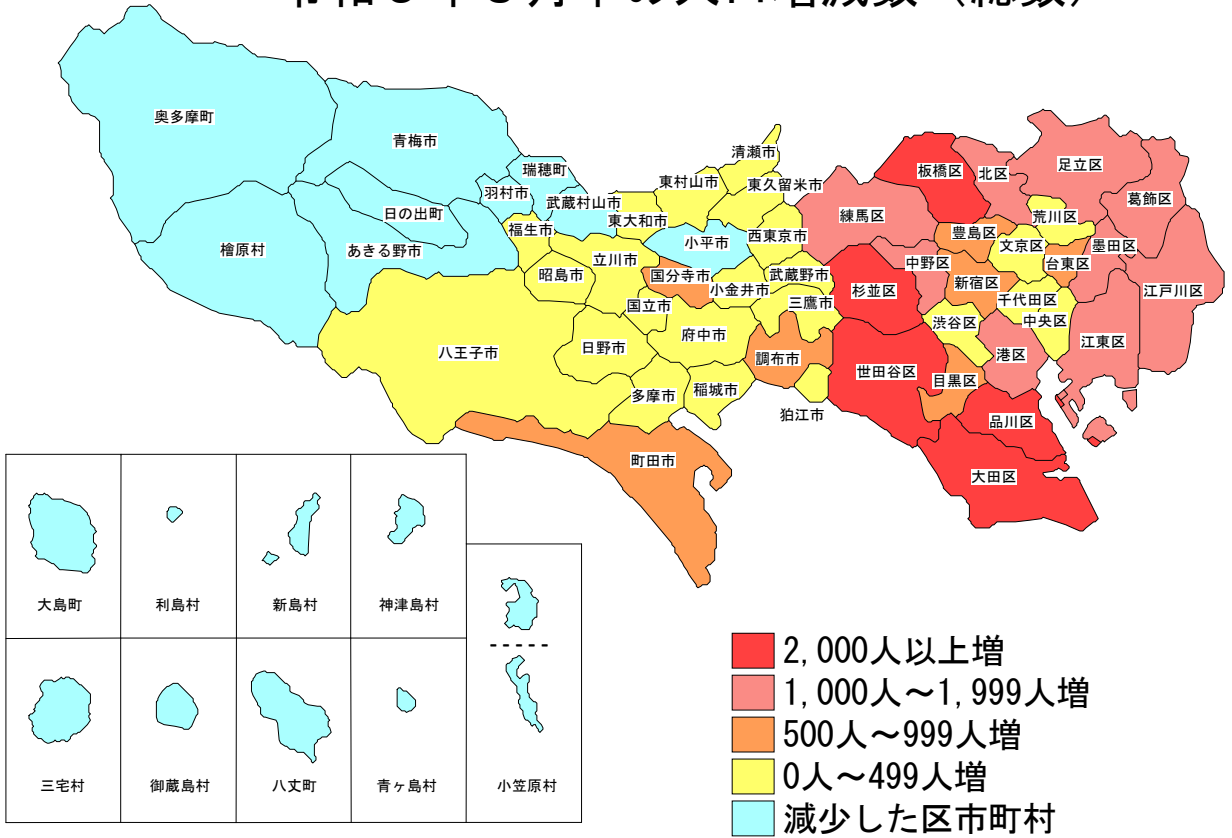 奥多摩町
青梅市
瑞穂町
羽村市
武蔵村山市
日の出町
檜原村
あきる野市
福生市
東大和市
東村山市
清瀬市
東久留米市
小平市
西東京市
立川市
昭島市
国分寺市
小金井市
武蔵野市
国立市
三鷹市
八王子市
日野市
府中市
調布市
多摩市
稲城市
狛江市
町田市
板橋区
北区
足立区
葛飾区
練馬区
豊島区
荒川区
文京区
台東区
墨田区
中野区
杉並区
新宿区
千代田区
江戸川区
渋谷区
中央区
港区
江東区
世田谷区
目黒区
品川区
大田区
大島町
利島村
新島村
神津島村
三宅村
御蔵島村
八丈町
青ヶ島村
小笠原村
2,000人以上増
1,000人～1,999人増
500人～999人増
0人～499人増
減少した区市町村